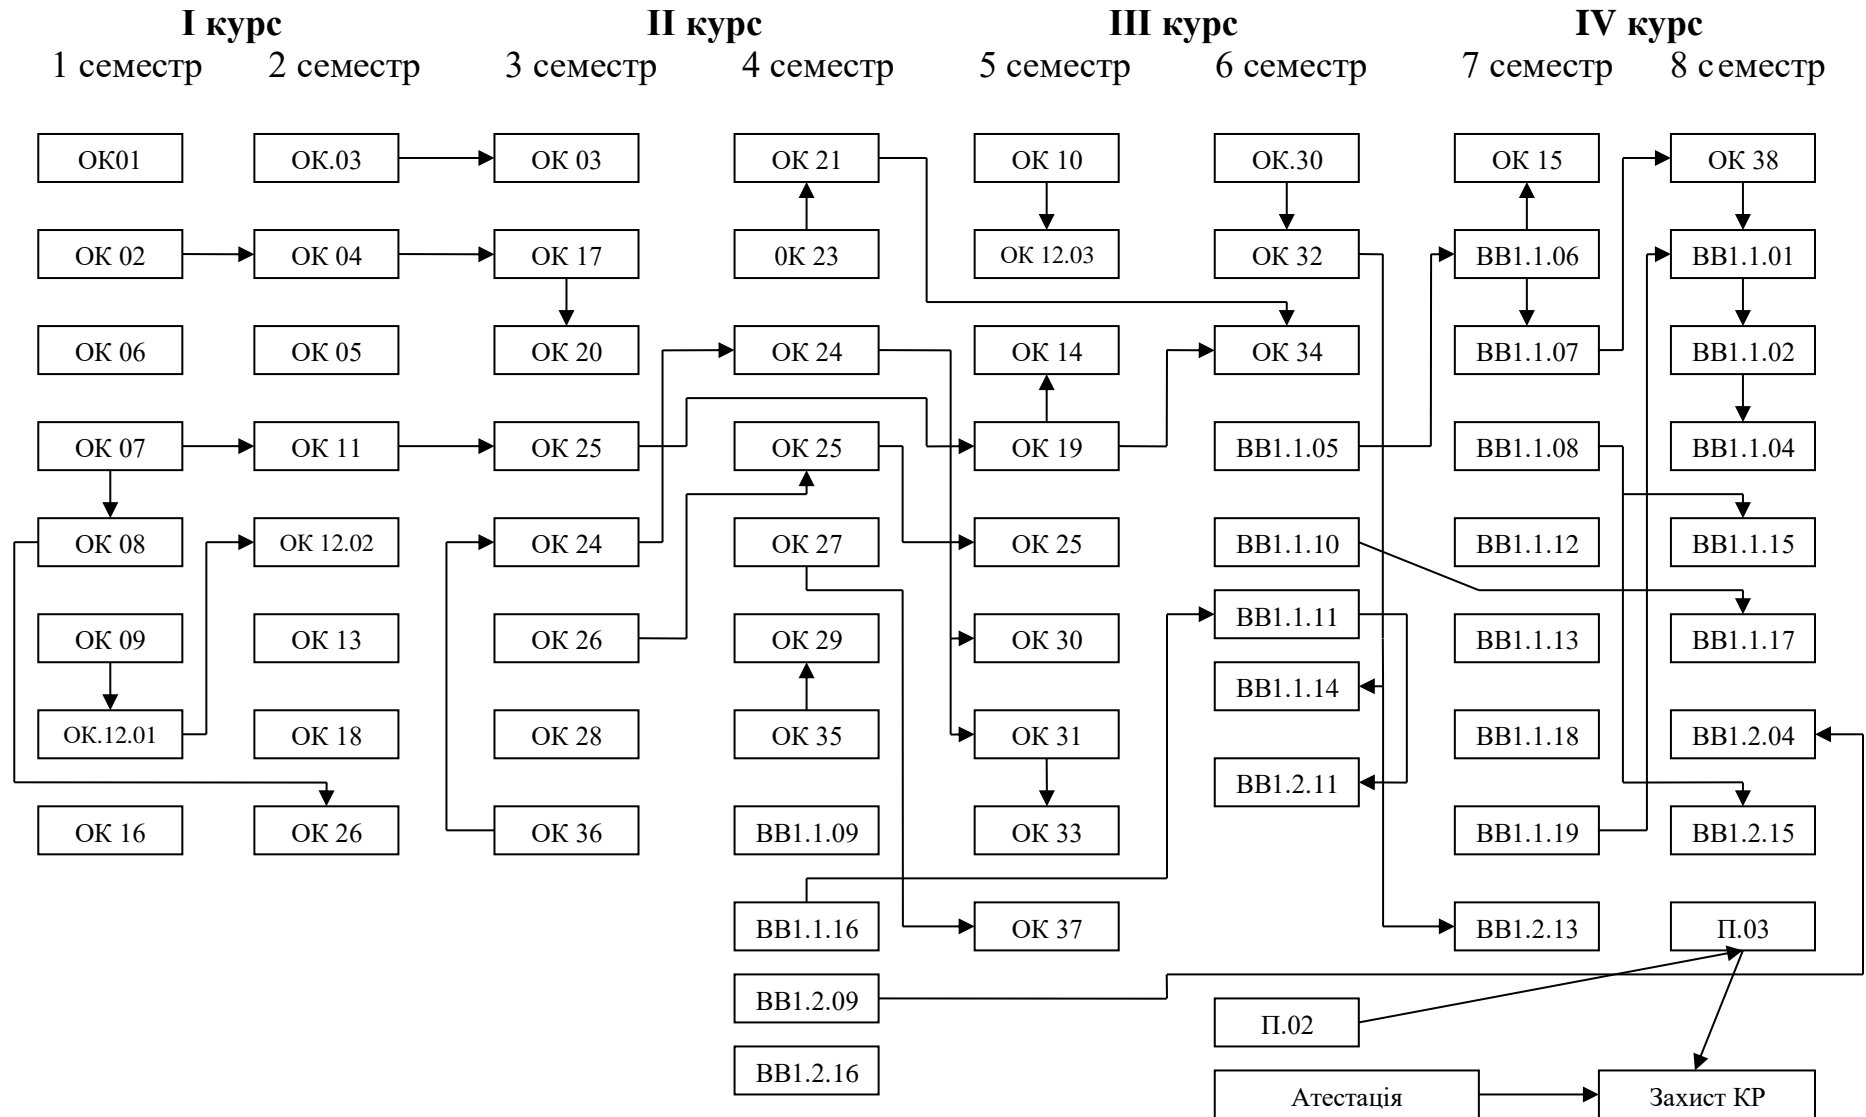 I курс II курс III курс IV курс
1 семестр 2 семестр 3 семестр 4 семестр 5 семестр 6 семестр 7 семестр 8 семестр
ОК01 ОК.03 ОК 03 ОК 21 ОК 10 ОК.30 ОК 15 ОК 38
ОК 02 ОК 04 ОК 17 0К 23 ОК 12.03 ОК 32 ВВ1.1.06 ВВ1.1.01
ОК 06 ОК 05 ОК 20 ОК 24 ОК 14 ОК 34 ВВ1.1.07 ВВ1.1.02
ОК 07 ОК 11 ОК 25 ОК 25 ОК 19 ВВ1.1.05 ВВ1.1.08 ВВ1.1.04
ОК 08 ОК 12.02 ОК 24 ОК 27 ОК 25 ВВ1.1.10 ВВ1.1.12 ВВ1.1.15
ВВ1.1.11
ОК 09 ОК 13 ОК 26 ОК 29 ОК 30 ВВ1.1.13 ВВ1.1.17
ВВ1.1.14
ОК.12.01 ОК 18 ОК 28 ОК 35 ОК 31 ВВ1.1.18 ВВ1.2.04
ВВ1.2.11
ОК 16 ОК 26 ОК 36 ВВ1.1.09 ОК 33 ВВ1.1.19 ВВ1.2.15
ВВ1.1.16 ОК 37 ВВ1.2.13 П.03
ВВ1.2.09
П.02
ВВ1.2.16
Атестація Захист КР